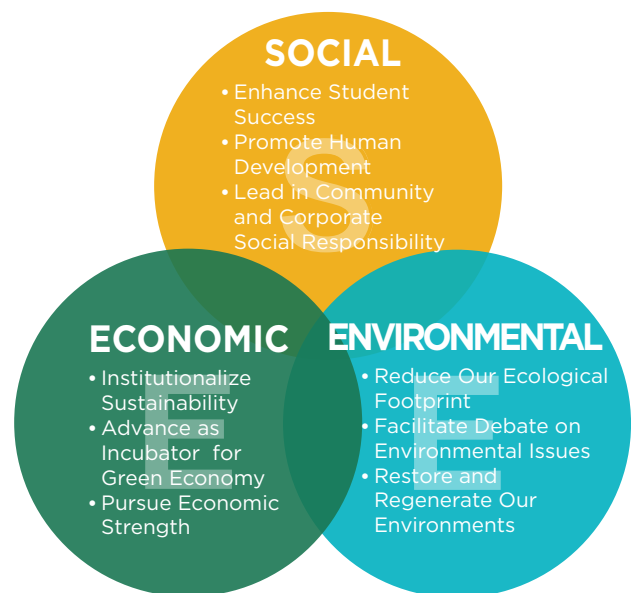 SOCIAL
• Enhance Student
Success
• Promote Human
Development
• Lead in Community
and Corporate
Social Responsibility
S
ECONOMIC
• Institutionalize
Sustainability
• Advance as
Incubator for
Green Economy
• Pursue Economic
Strength
E
ENVIRONMENTAL
• Reduce Our Ecological
Footprint
• Facilitate Debate on
Environmental Issues
• Restore and
Regenerate Our
Environments
E